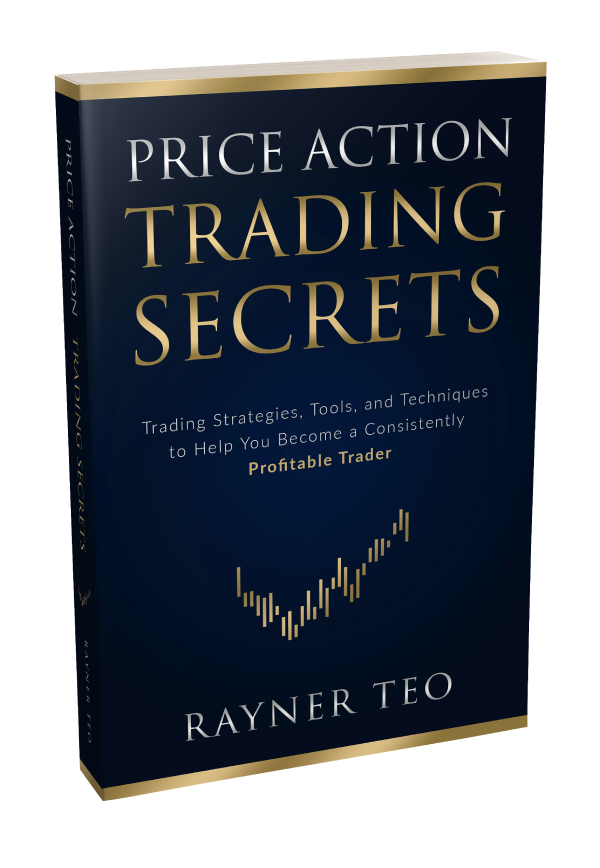 PRICE ACTION
TRADING
SECRETS
Trading Strategies, Tools, and Techniques
to Help You Become a Consistently
Profitable Trader
RAYNER TEO
PRICE ACTION TRADING SECRETS
RAYNER TEO